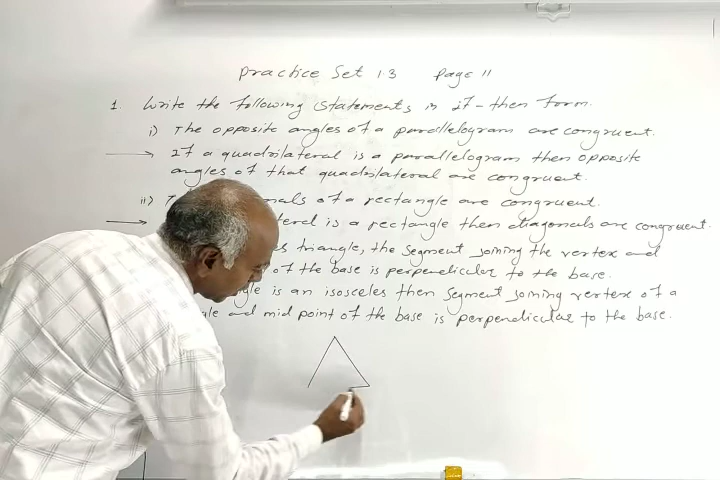 Practice Set 1.3 Page 11
1. Write the following statements in if-then form.
i) The opposite angles of a parallelogram are congruent.
If a quadrilateral is a parallelogram then opposite
angles of that quadrilateral are congruent.
ii) of a rectangle are congruent.
is a rectangle then diagonals are congruent.
triangle, the segment joining the vertex and
of the base is perpendicular to the base.
is an isosceles then segment joining vertex of a
and mid point of the base is perpendicular to the base.